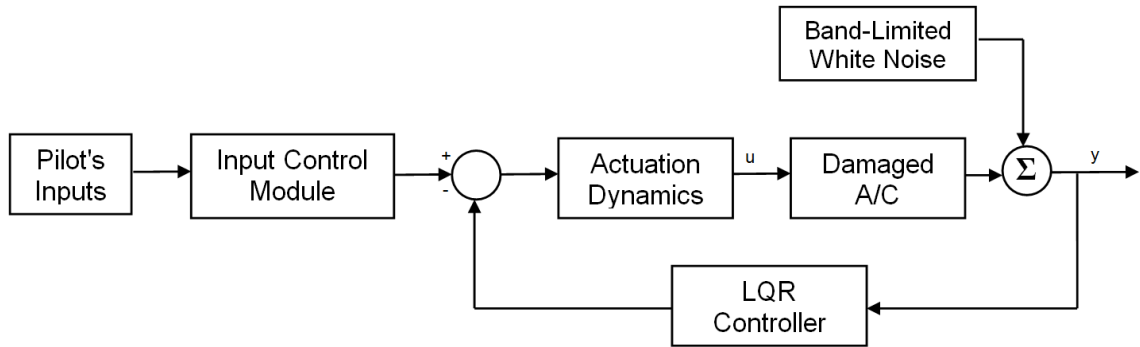 Band-Limited
White Noise
Pilot's
Inputs
Input Control
Module
+
-
Actuation
Dynamics
u
Damaged
A/C
Σ
y
LQR
Controller